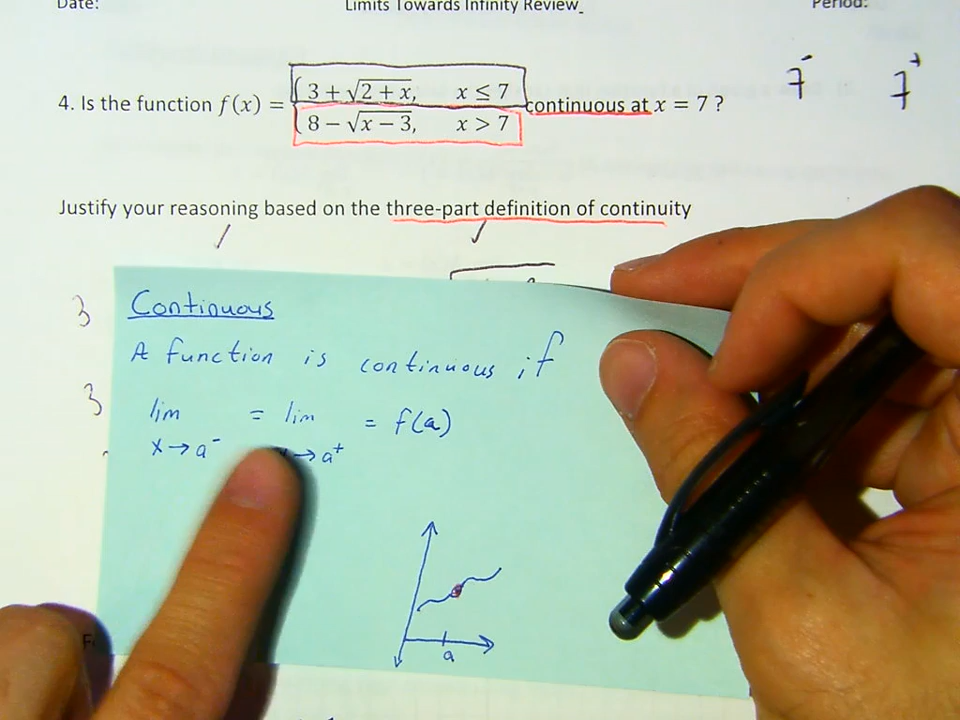 Date: Limits Towards Infinity Review Period:
7⁻ 7⁺
4. Is the function f(x) = { 3 + √(2 + x), x ≤ 7
8 − √(x − 3), x > 7 continuous at x = 7 ?
Justify your reasoning based on the three-part definition of continuity
3 Continuous
A function is continuous if
3 lim = lim = f(a)
x→a⁻ →a⁺
a